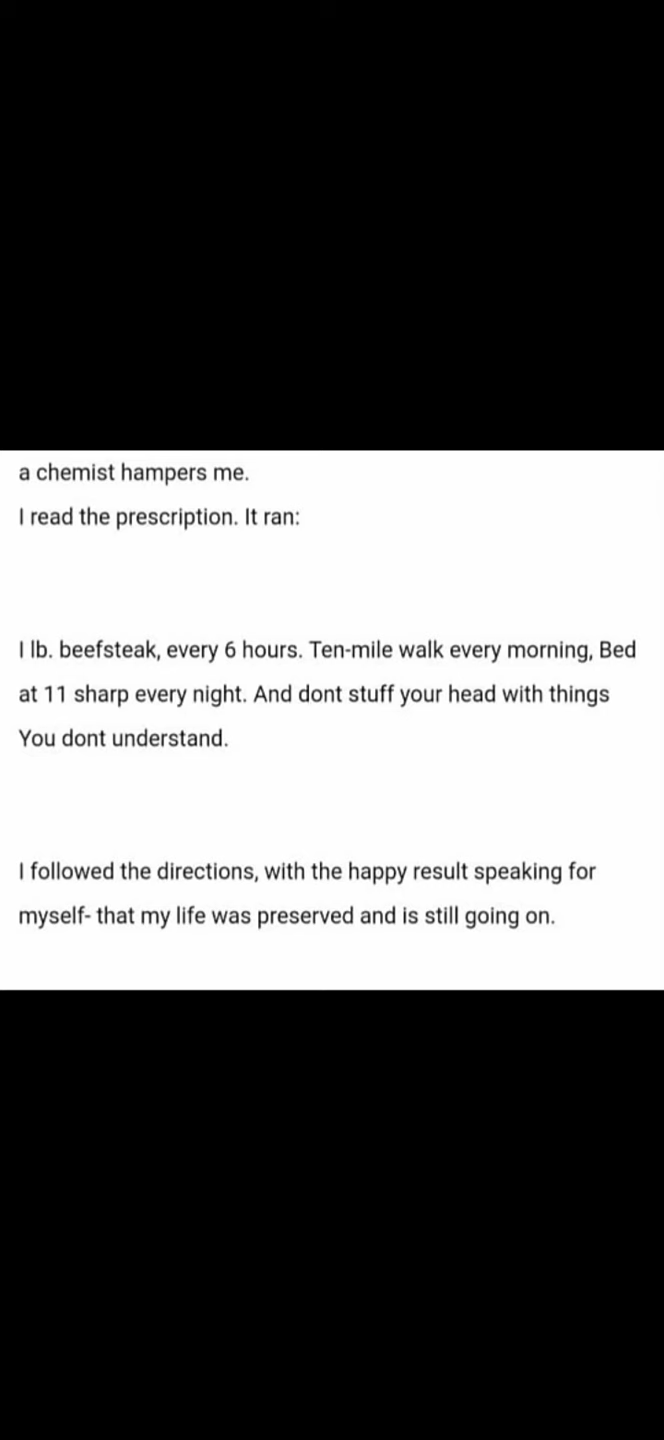 a chemist hampers me.
I read the prescription. It ran:
I lb. beefsteak, every 6 hours. Ten-mile walk every morning, Bed
at 11 sharp every night. And dont stuff your head with things
You dont understand.
I followed the directions, with the happy result speaking for
myself- that my life was preserved and is still going on.